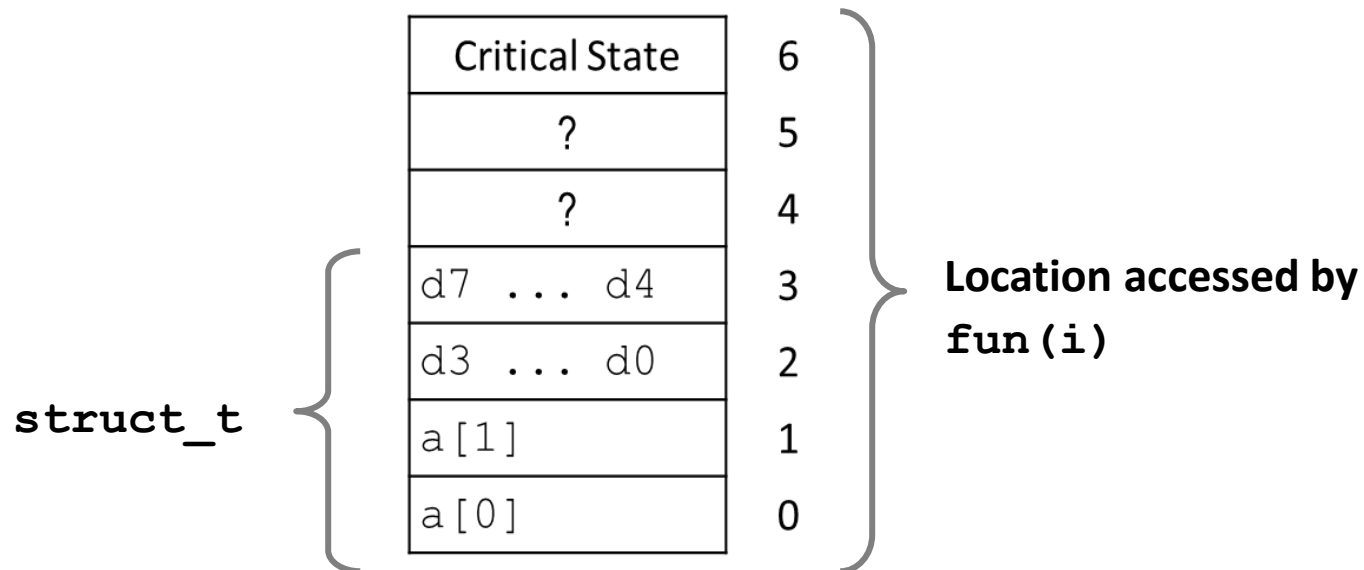 Critical State 6
? 5
? 4
d7 ... d4 3
d3 ... d0 2
a[1] 1
a[0] 0
struct_t
Location accessed by
fun(i)